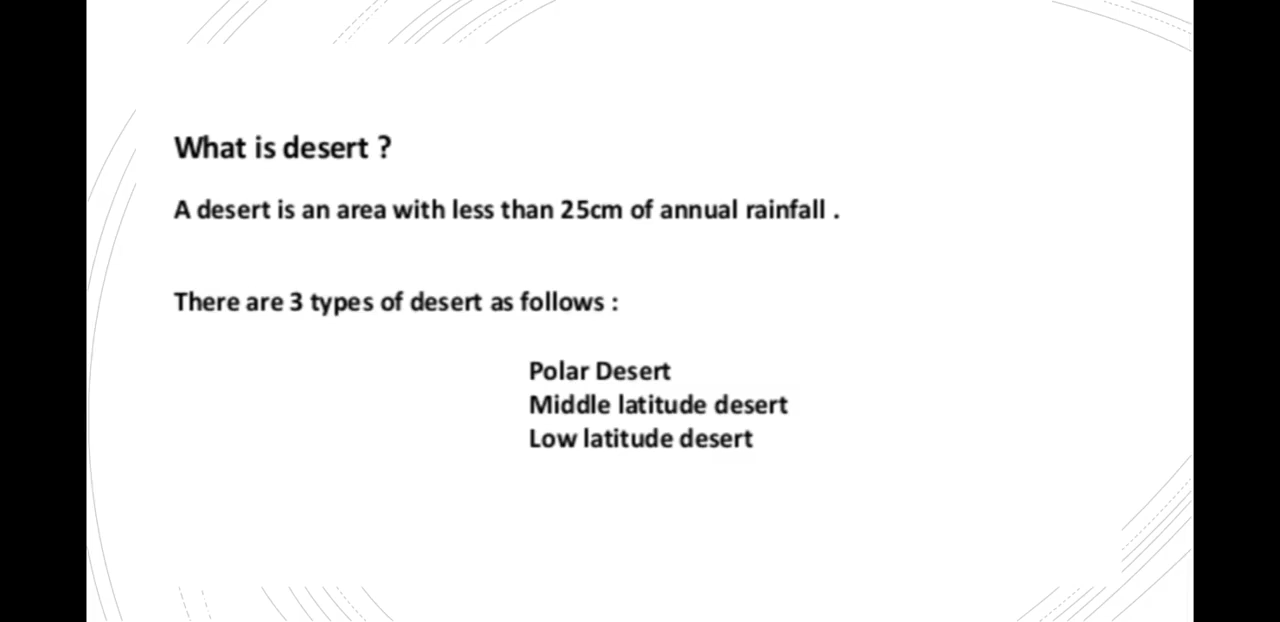 What is desert ?
A desert is an area with less than 25cm of annual rainfall .
There are 3 types of desert as follows :
Polar Desert
Middle latitude desert
Low latitude desert